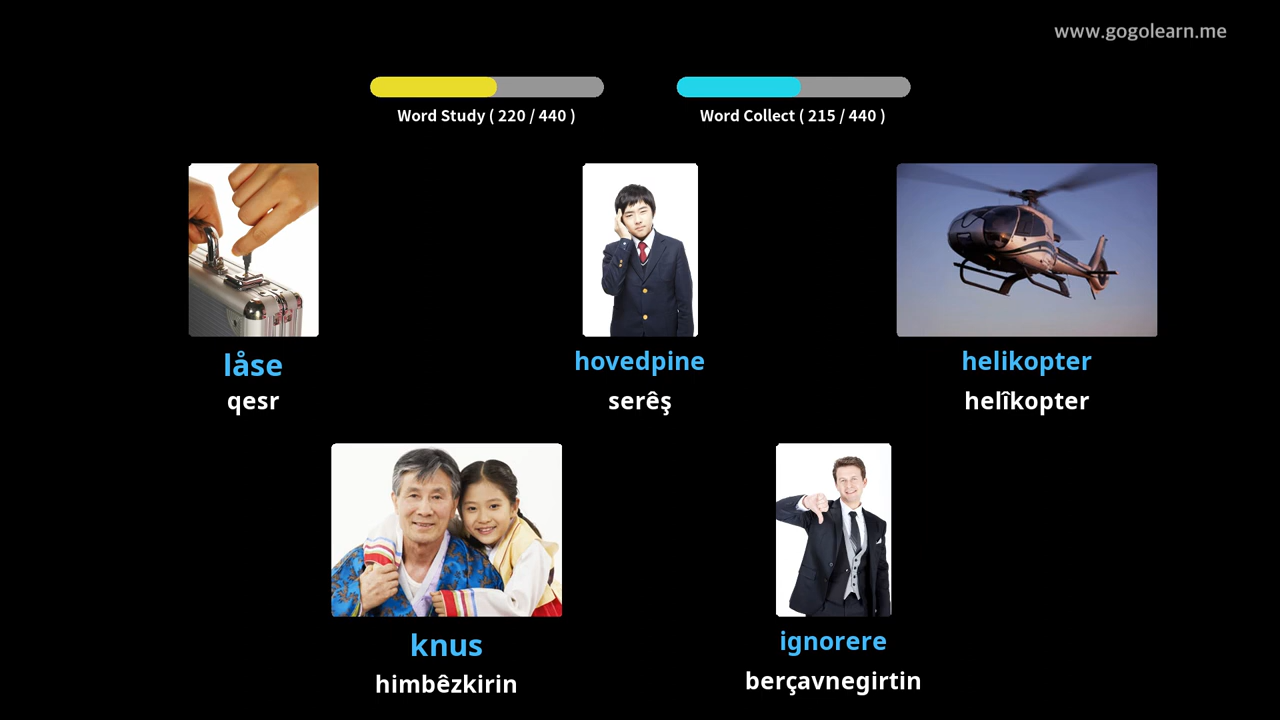 www.gogolearn.me
Word Study ( 220 / 440 )
Word Collect ( 215 / 440 )
låse
qesr
hovedpine
serêş
helikopter
helîkopter
knus
himbêzkirin
ignorere
berçavnegirtin